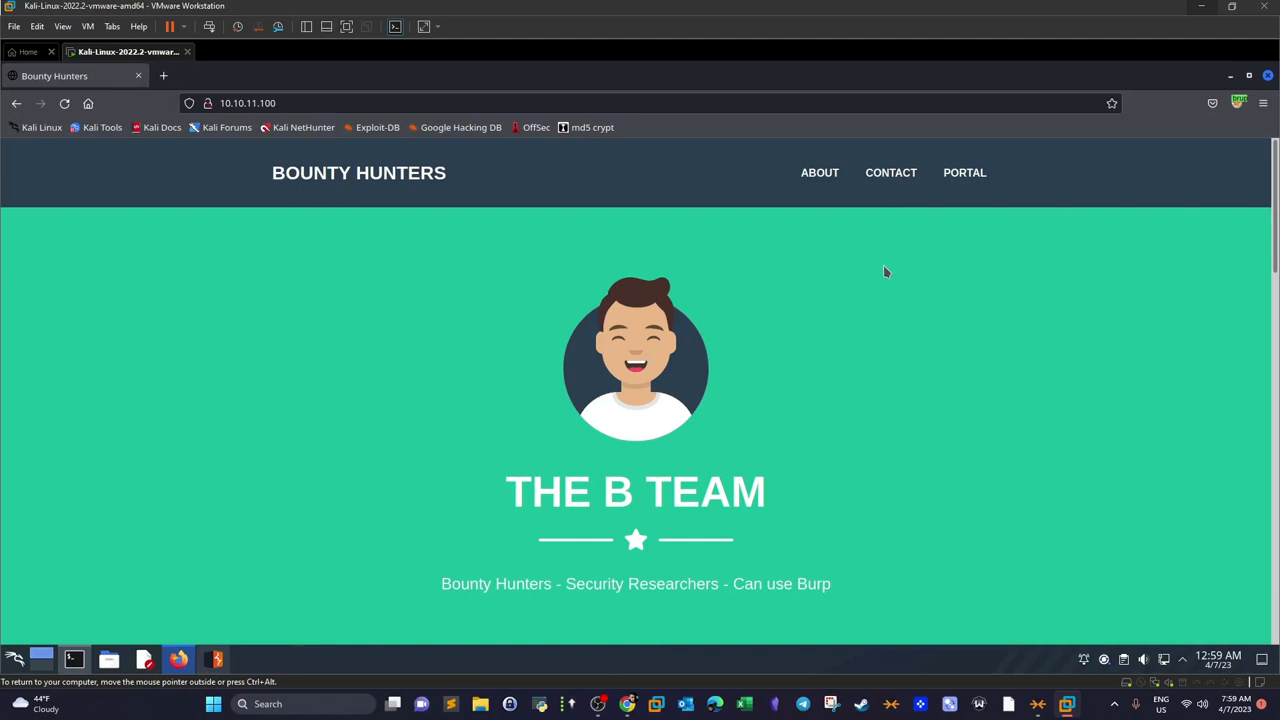 Kali-Linux-2022.2-vmware-amd64 - VMware Workstation
File Edit View VM Tabs Help
Home Kali-Linux-2022.2-vmwar...
Bounty Hunters
10.10.11.100
Kali Linux Kali Tools Kali Docs Kali Forums Kali NetHunter Exploit-DB Google Hacking DB OffSec md5 crypt
BOUNTY HUNTERS ABOUT CONTACT PORTAL
THE B TEAM
Bounty Hunters - Security Researchers - Can use Burp
12:59 AM
4/7/23
To return to your computer, move the mouse pointer outside or press Ctrl+Alt.
44°F
Cloudy
Search
ENG
US
7:59 AM
4/7/2023